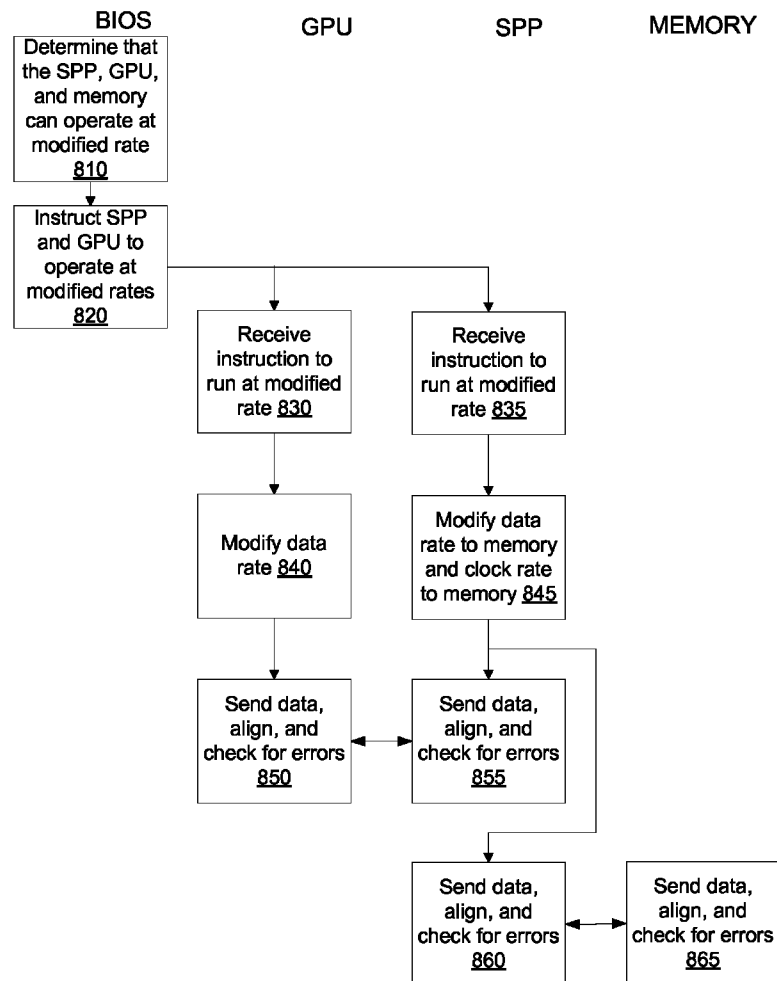 BIOS
GPU
SPP
MEMORY
Determine that
the SPP, GPU,
and memory
can operate at
modified rate
810
Instruct SPP
and GPU to
operate at
modified rates
820
Receive
instruction to
run at modified
rate 830
Receive
instruction to
run at modified
rate 835
Modify data
rate 840
Modify data
rate to memory
and clock rate
to memory 845
Send data,
align, and
check for errors
850
Send data,
align, and
check for errors
855
Send data,
align, and
check for errors
860
Send data,
align, and
check for errors
865